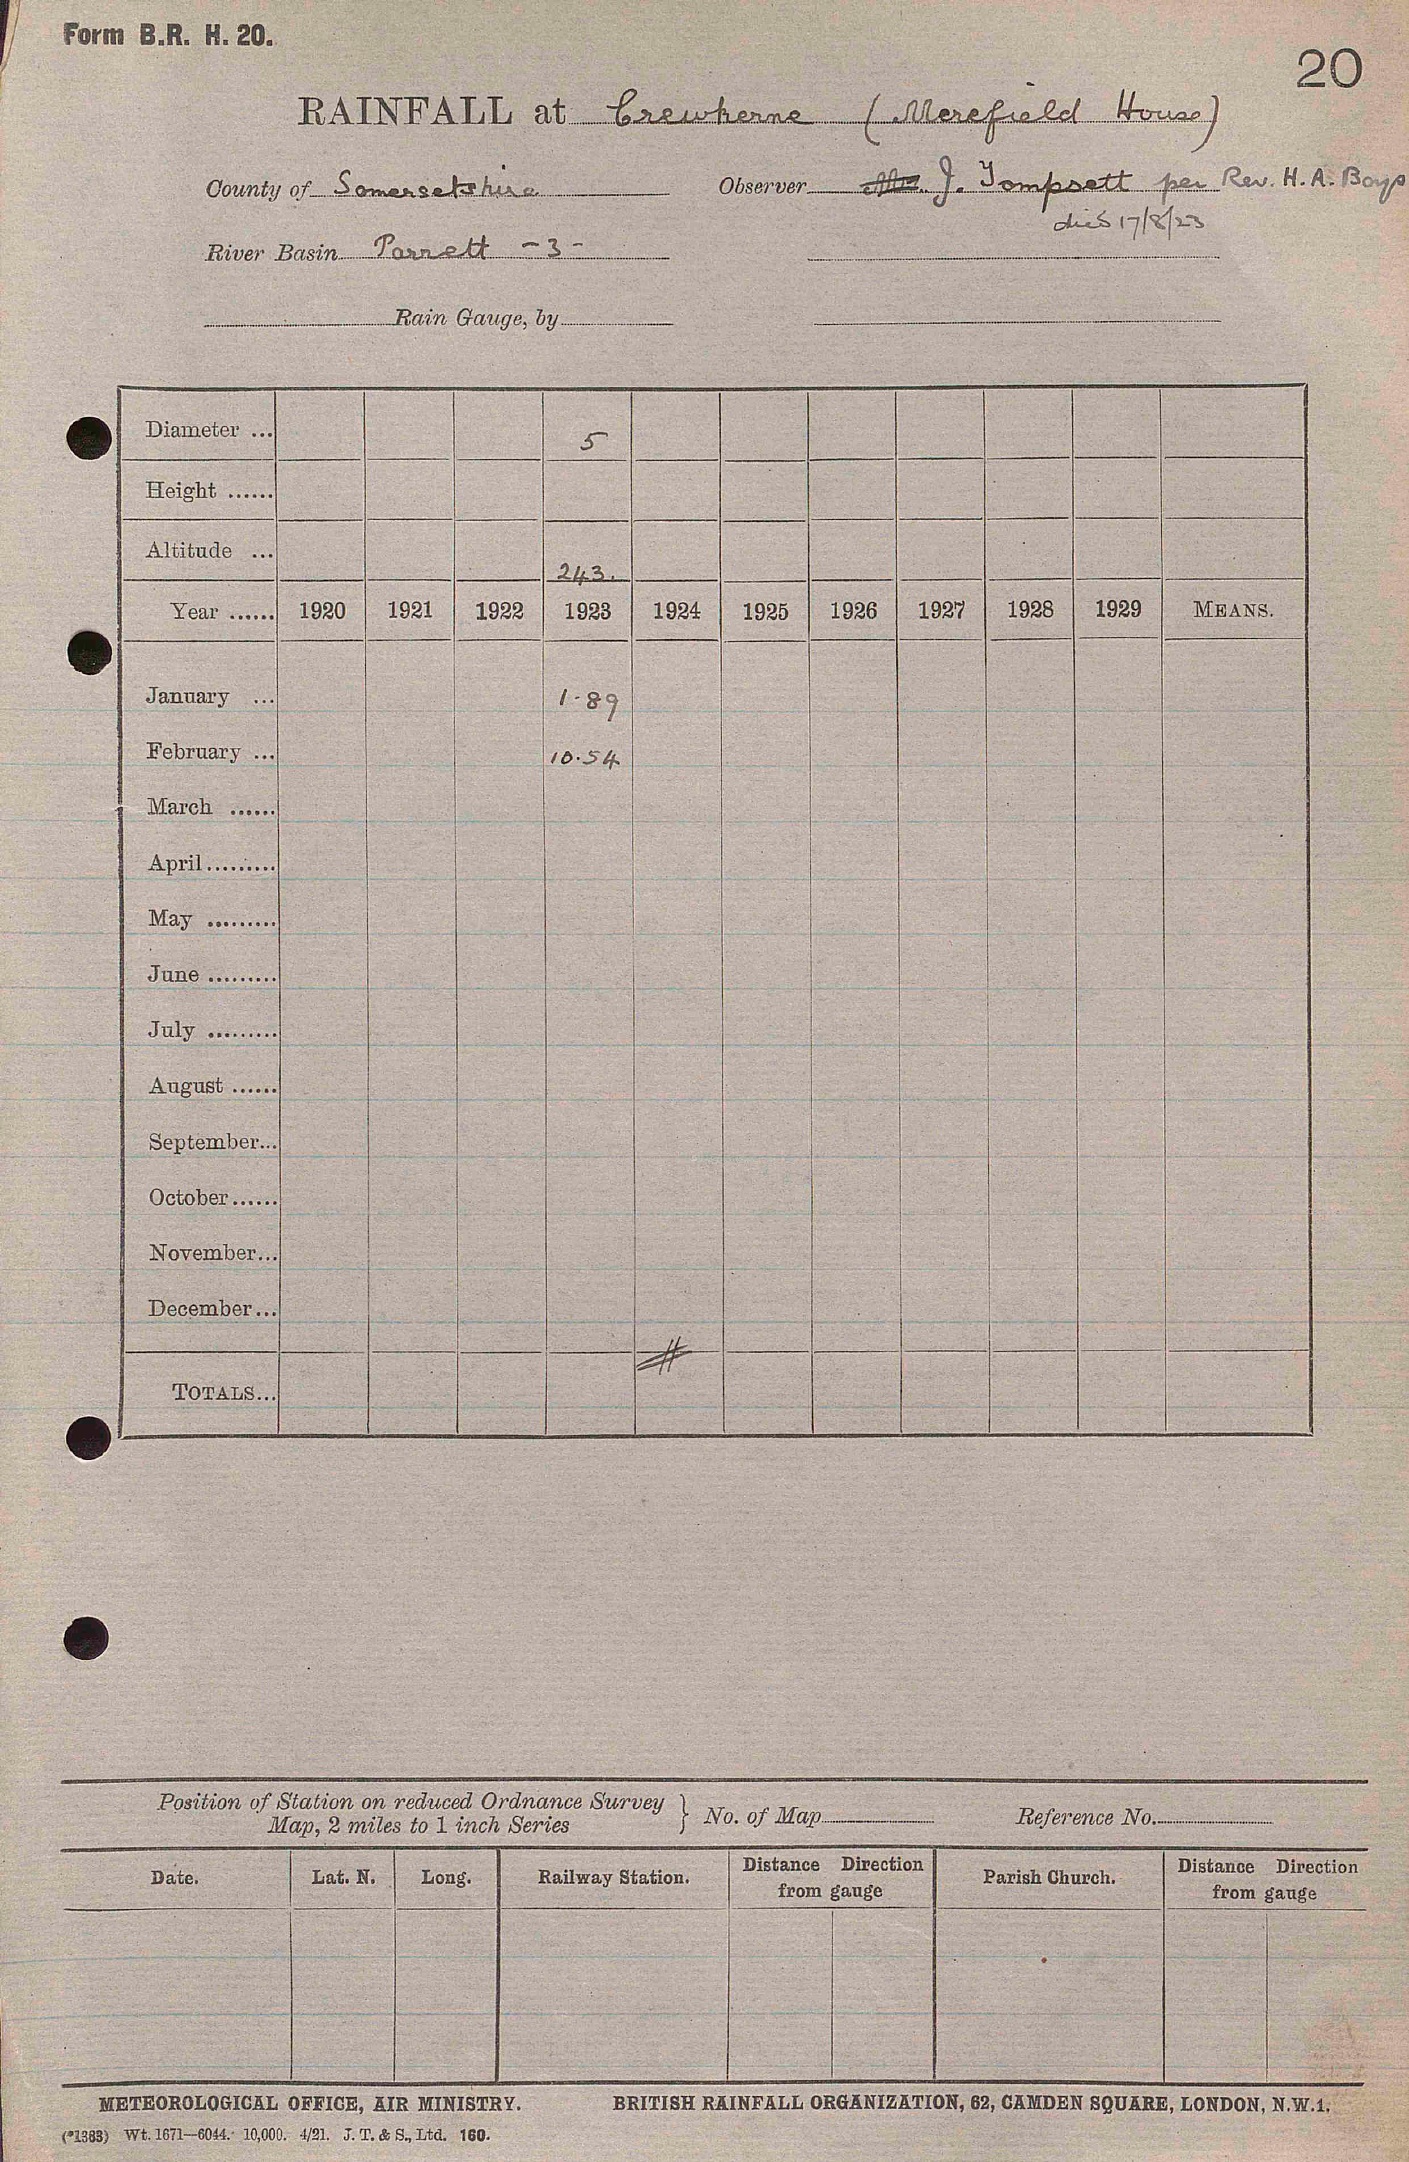 Form B.R. H. 20.
20
RAINFALL at Crewkerne (Merefield House)
County of Somersetshire Observer J. Tompsett per Rev. H. A. Boys
died 17/8/23
River Basin Parrett - 3 -
Rain Gauge, by
Diameter ... 5
Height ......
Altitude ... 243.
Year ...... 1920 1921 1922 1923 1924 1925 1926 1927 1928 1929 MEANS.
January ... 1.89
February ... 10.54
March ......
April.........
May .........
June .........
July .........
August ......
September...
October......
November...
December...
TOTALS...
Position of Station on reduced Ordnance Survey
Map, 2 miles to 1 inch Series } No. of Map Reference No.
Date. Lat. N. Long. Railway Station. Distance Direction Parish Church. Distance Direction
from gauge from gauge
METEOROLOGICAL OFFICE, AIR MINISTRY. BRITISH RAINFALL ORGANIZATION, 62, CAMDEN SQUARE, LONDON, N.W.1.
(*1383) Wt. 1671—6044. 10,000. 4/21. J. T. & S., Ltd. 160.